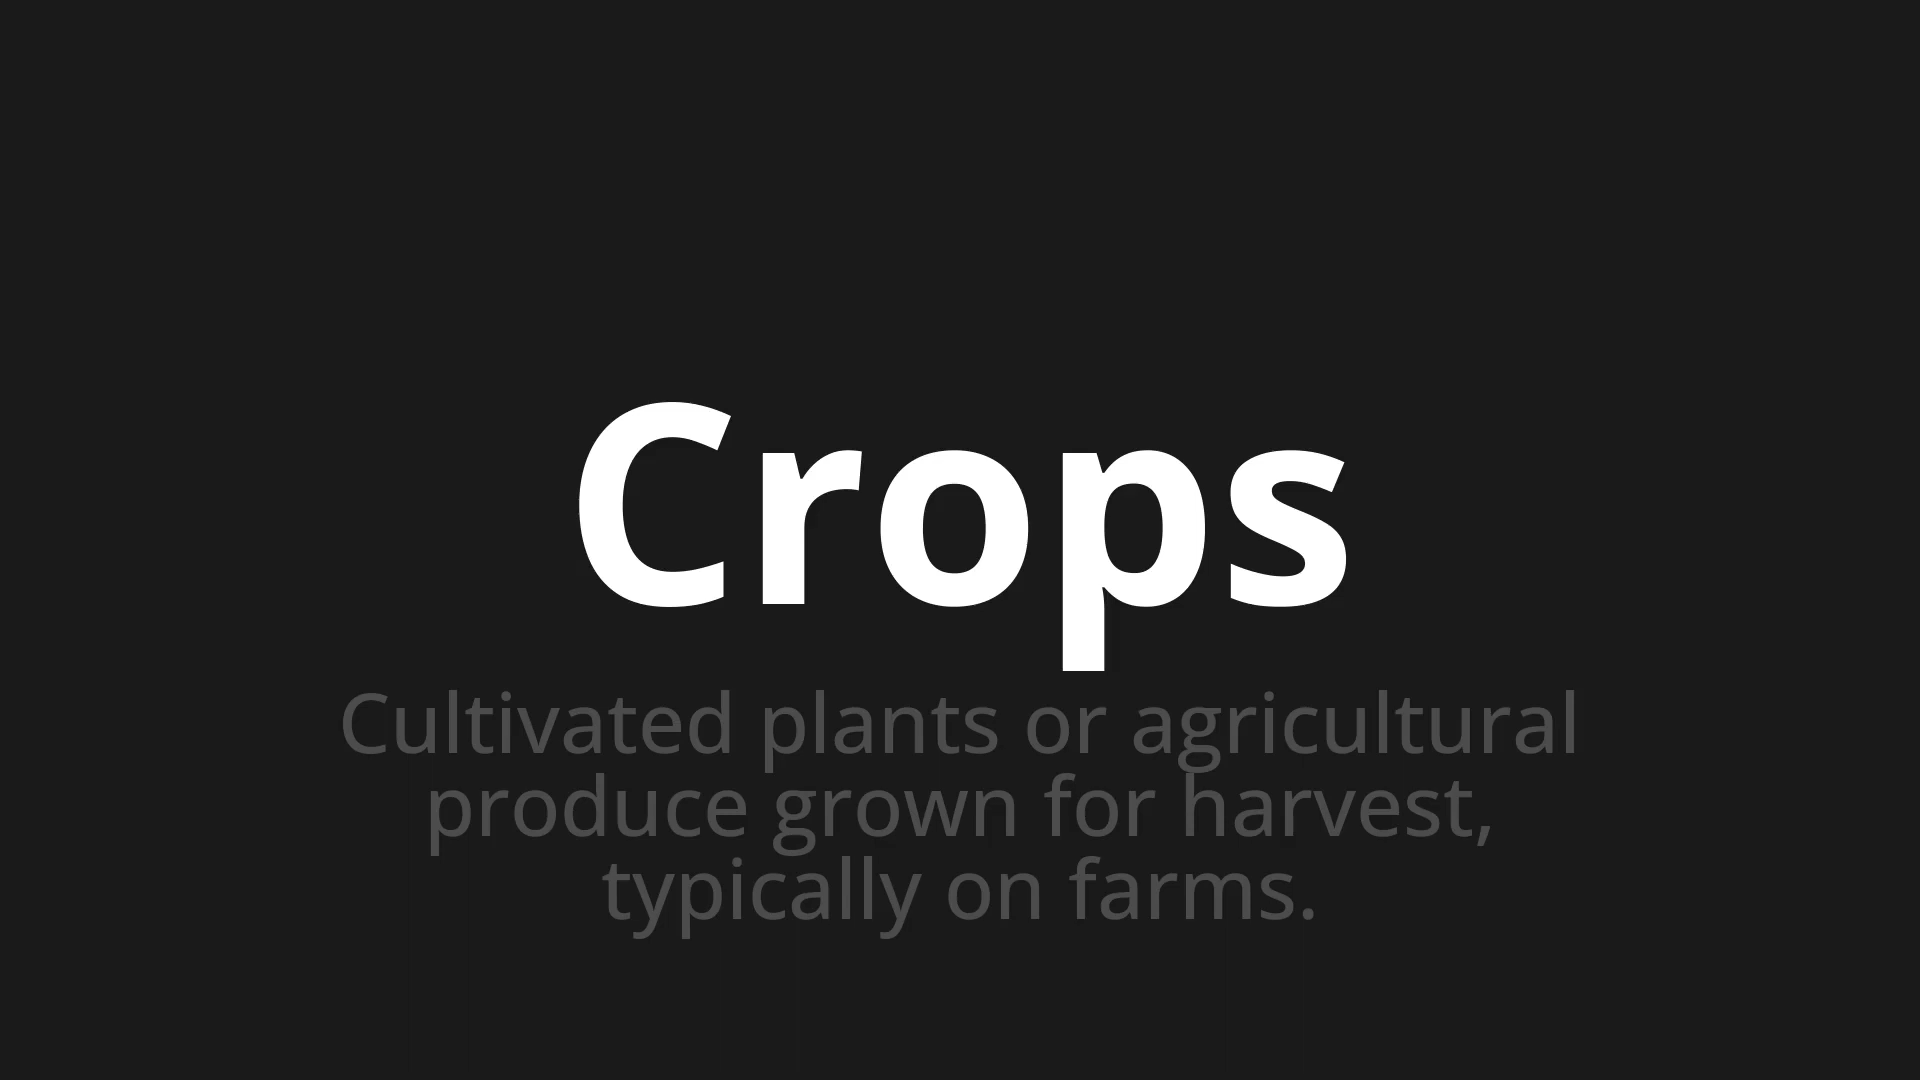 Crops
Cultivated plants or agricultural
produce grown for harvest,
typically on farms.